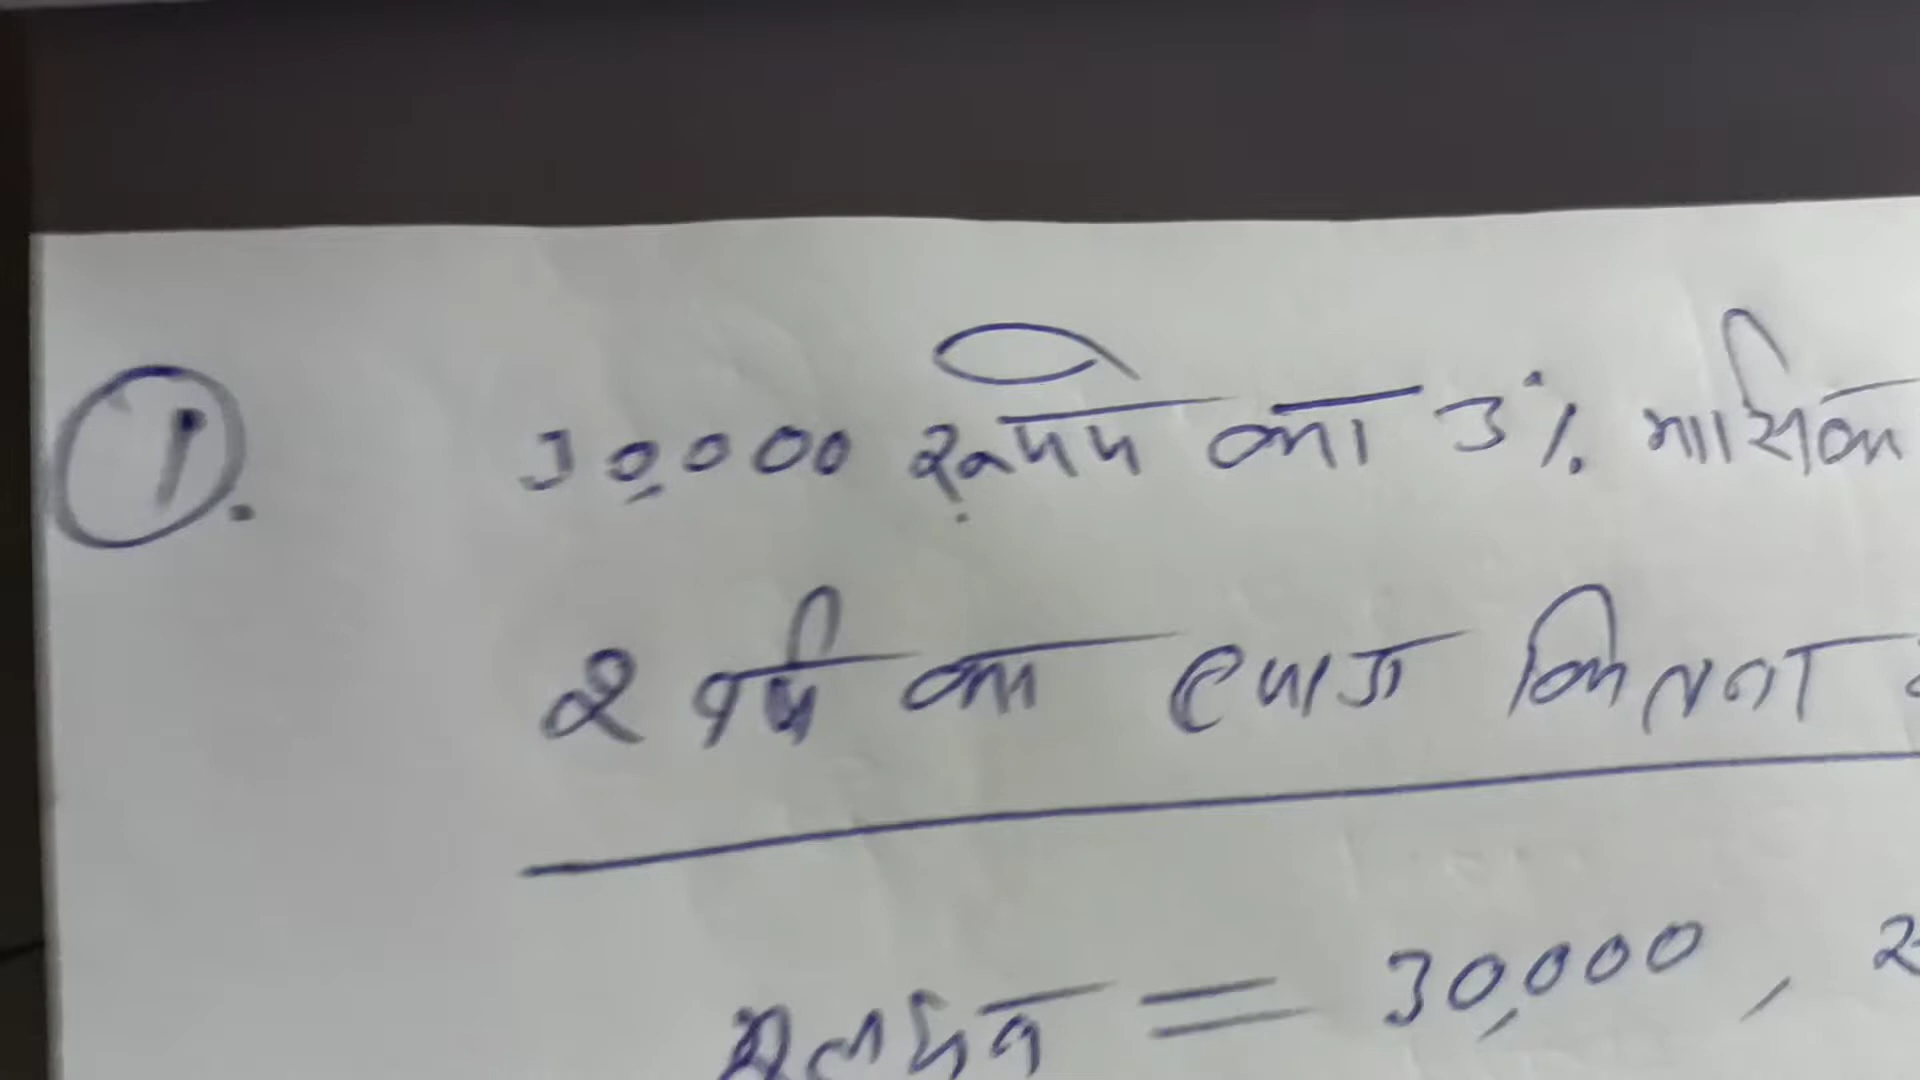 ①. 30,000 रूपये का 3% मासिक
2 वर्ष का ब्याज कितना
मूलधन = 30,000,